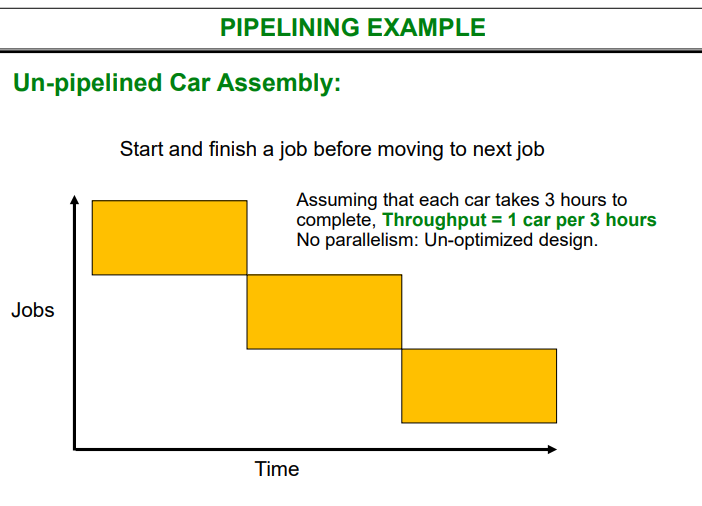 PIPELINING EXAMPLE
Un-pipelined Car Assembly:
Start and finish a job before moving to next job
Assuming that each car takes 3 hours to
complete, Throughput = 1 car per 3 hours
No parallelism: Un-optimized design.
Jobs
Time